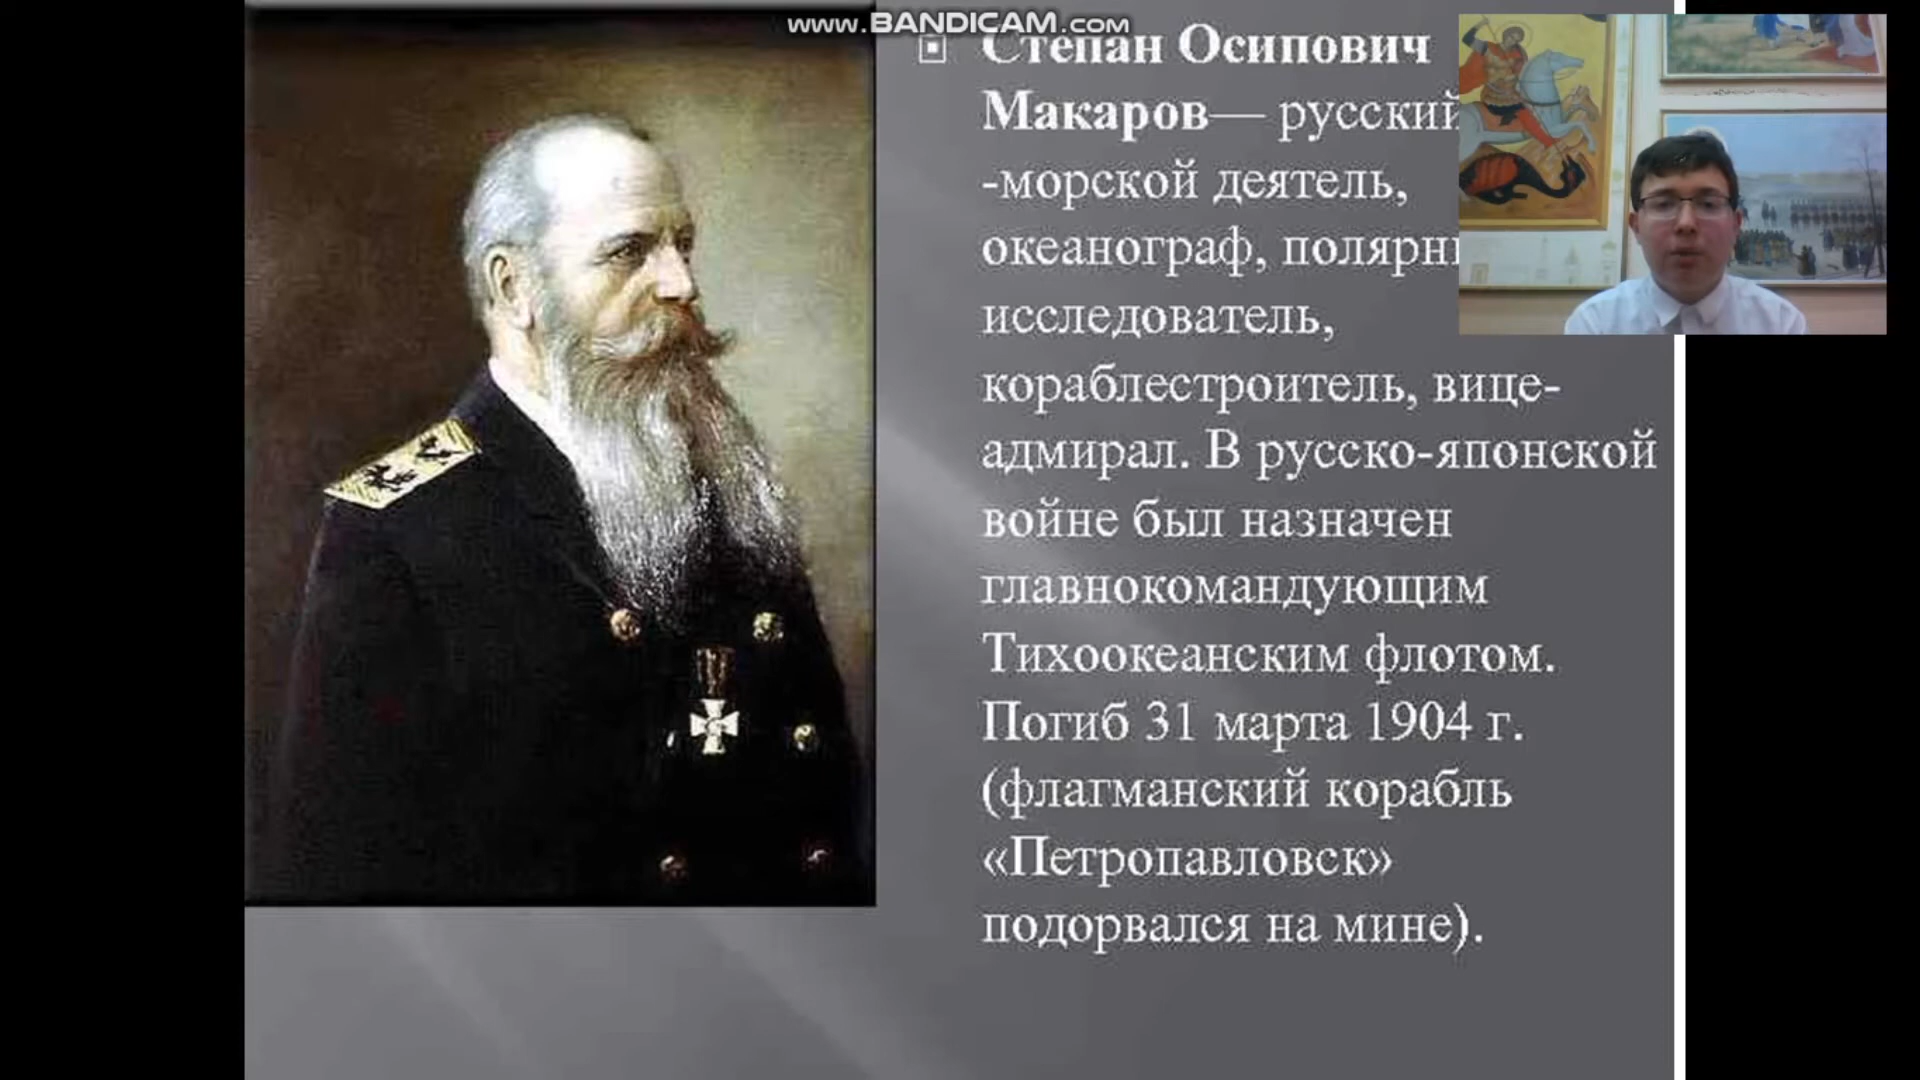 www.BANDICAM.com
Степан Осипович
Макаров— русский
-морской деятель,
океанограф, полярн
исследователь,
кораблестроитель, вице-
адмирал. В русско-японской
войне был назначен
главнокомандующим
Тихоокеанским флотом.
Погиб 31 марта 1904 г.
(флагманский корабль
«Петропавловск»
подорвался на мине).